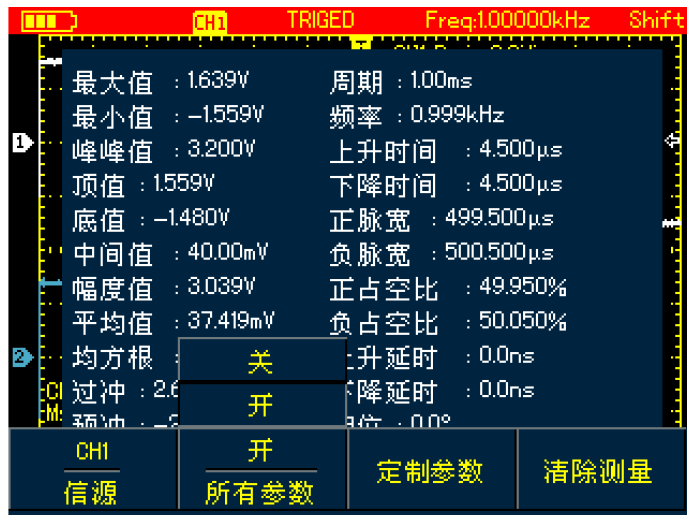 CH1 TRIGED Freq:1.00000kHz Shift
最大值 :1.639V 周期 :1.00ms
最小值 :-1.559V 频率 :0.999kHz
1
峰峰值 :3.200V 上升时间 :4.500μs
顶值 :1.559V 下降时间 :4.500μs
底值 :-1.480V 正脉宽 :499.500μs
中间值 :40.00mV 负脉宽 :500.500μs
幅度值 :3.039V 正占空比 :49.950%
平均值 :37.419mV 负占空比 :50.050%
2
均方根 : 关 升延时 :0.0ns
过冲 :2.6 开 降延时 :0.0ns
CH1 开 定制参数 清除测量
信源 所有参数